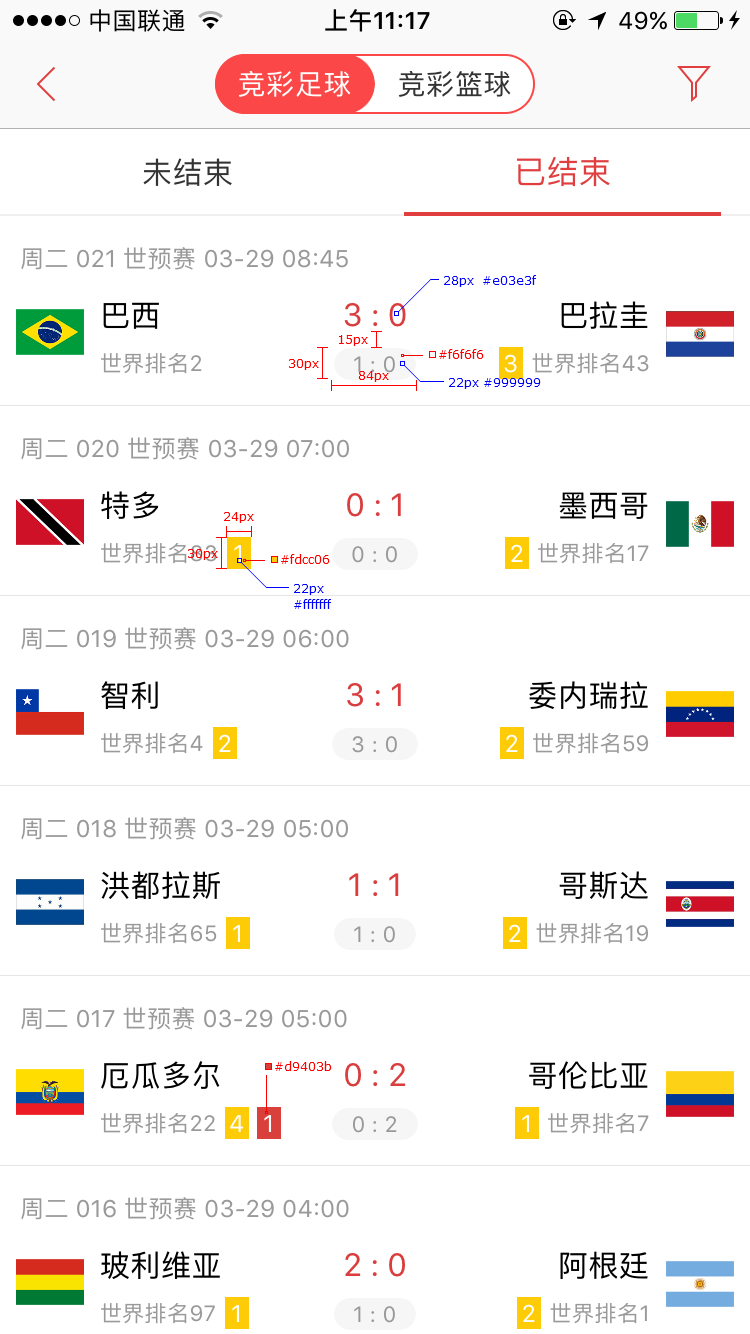 中国联通 上午11:17 49%
竞彩足球 竞彩篮球
未结束 已结束
周二 021 世预赛 03-29 08:45
28px #e03e3f
巴西 3 : 0 巴拉圭
15px
世界排名2 30px 1 : 0 #f6f6f6 3 世界排名43
84px 22px #999999
周二 020 世预赛 03-29 07:00
特多 0 : 1 墨西哥
24px
世界排名 30px 1 #fdcc06 0 : 0 2 世界排名17
22px
#ffffff
周二 019 世预赛 03-29 06:00
智利 3 : 1 委内瑞拉
世界排名4 2 3 : 0 2 世界排名59
周二 018 世预赛 03-29 05:00
洪都拉斯 1 : 1 哥斯达
世界排名65 1 1 : 0 2 世界排名19
周二 017 世预赛 03-29 05:00
#d9403b
厄瓜多尔 0 : 2 哥伦比亚
世界排名22 4 1 0 : 2 1 世界排名7
周二 016 世预赛 03-29 04:00
玻利维亚 2 : 0 阿根廷
世界排名97 1 1 : 0 2 世界排名1